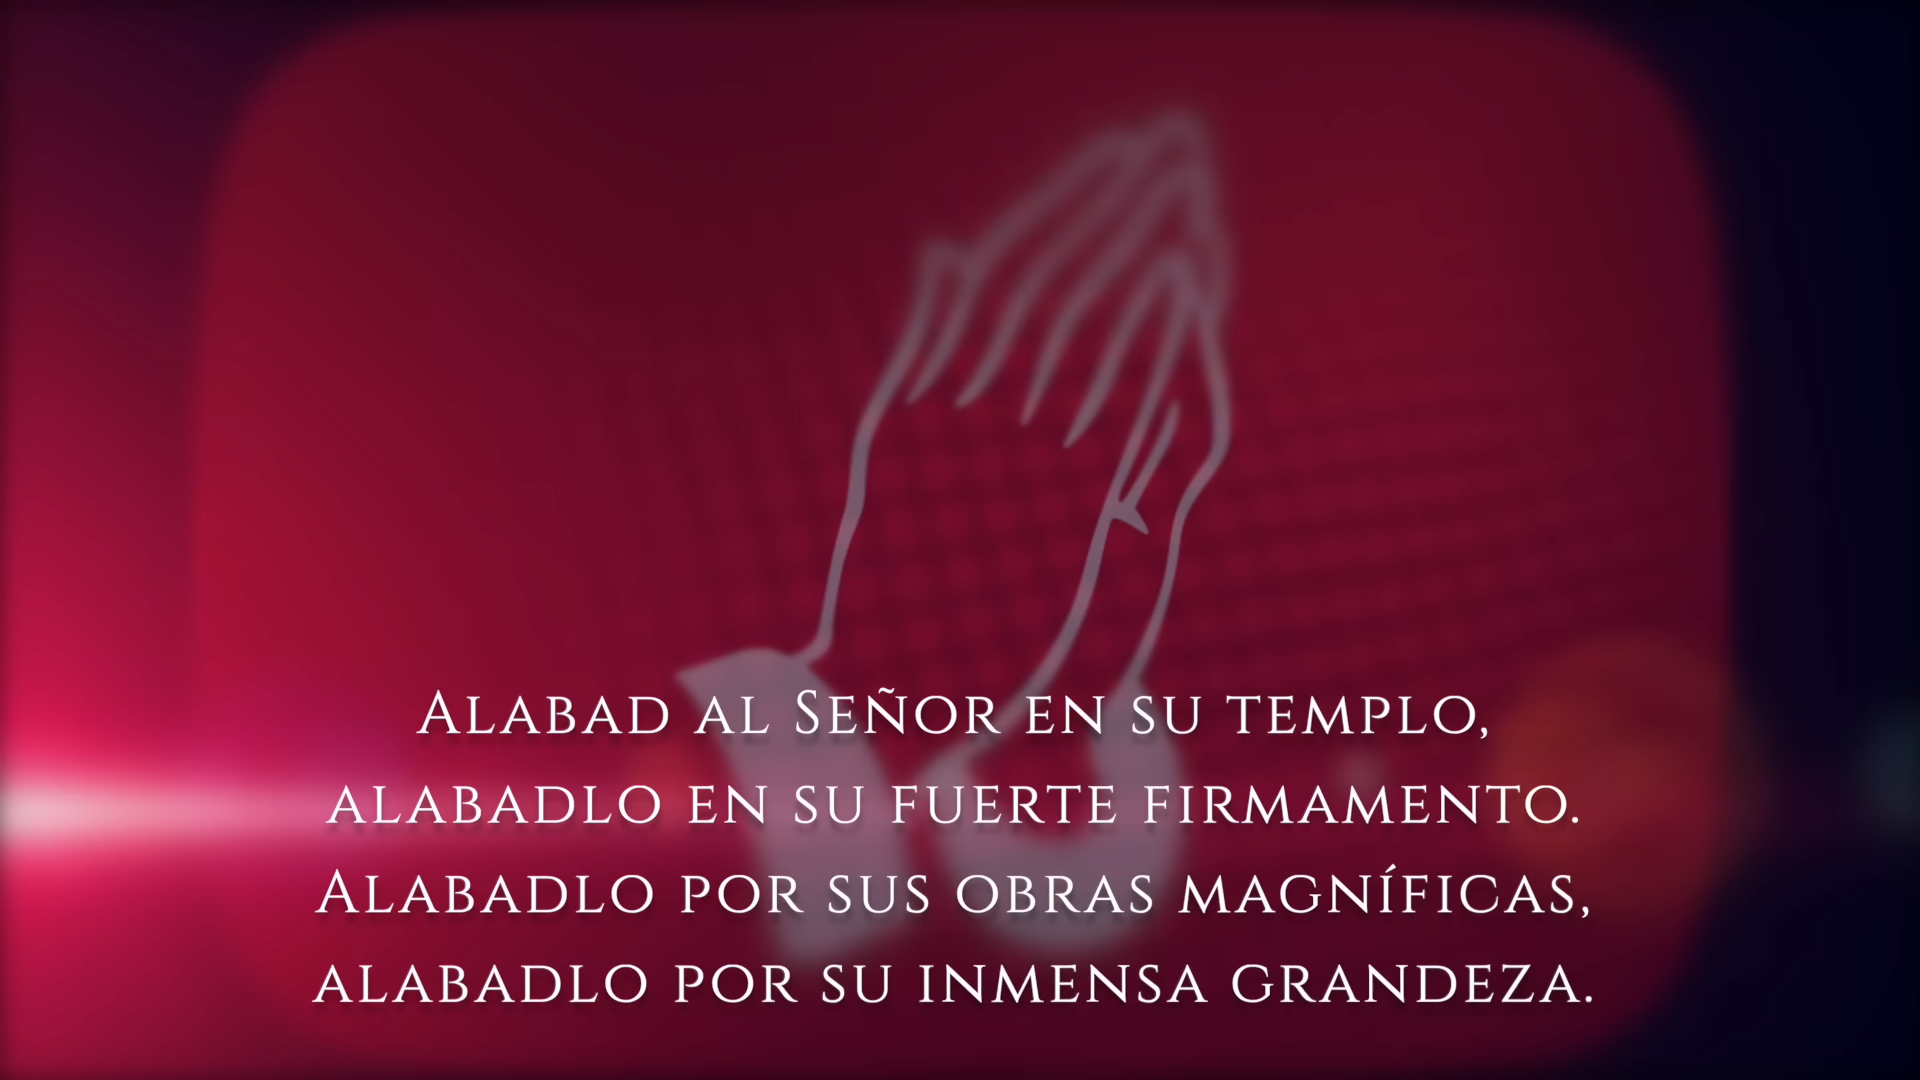 Alabad al Señor en su templo,
alabadlo en su fuerte firmamento.
Alabadlo por sus obras magníficas,
alabadlo por su inmensa grandeza.